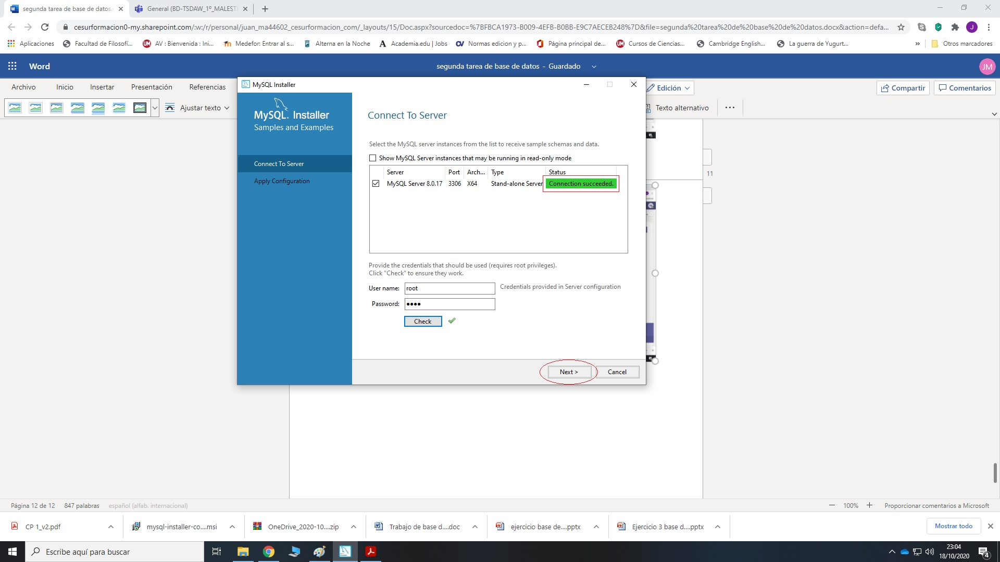 segunda tarea de base de datos.
General (BD-TSDAW_1º_MALESTE
cesurformacion0-my.sharepoint.com/:w:/r/personal/juan_ma44602_cesurformacion_com/_layouts/15/Doc.aspx?sourcedoc=%7BFBCA1973-B009-4EFB-B0BB-E9C7AECEB248%7D&file=segunda%20tarea%20de%20base%20de%20datos.docx&action=defa...
J
Aplicaciones
Facultad de Filosofí...
AV : Bienvenida : Ini...
Medefor: Entrar al s...
Alterna en la Noche
Academia.edu | Jobs
Normas edicion y p...
Página principal de...
Cursos de Ciencias...
Cambridge English...
La guerra de Yugurt...
»
Otros marcadores
Word
segunda tarea de base de datos - Guardado
JM
Archivo
Inicio
Insertar
Presentación
Referencias
Edición
Compartir
Comentarios
Ajustar texto
Texto alternativo
MySQL Installer
MySQL. Installer
Samples and Examples
Connect To Server
Apply Configuration
Connect To Server
Select the MySQL server instances from the list to receive sample schemas and data.
Show MySQL Server instances that may be running in read-only mode
Server Port Arch... Type Status
MySQL Server 8.0.17 3306 X64 Stand-alone Server Connection succeeded.
Provide the credentials that should be used (requires root privileges).
Click "Check" to ensure they work.
User name: root Credentials provided in Server configuration
Password: ●●●●
Check
Next >
Cancel
11
Página 12 de 12
847 palabras
español (alfab. internacional)
100%
Proporcionar comentarios a Microsoft
CP 1_v2.pdf
mysql-installer-co....msi
OneDrive_2020-10....zip
Trabajo de base d....doc
ejercicio base de....pptx
Ejercicio 3 base d....pptx
Mostrar todo
Escribe aquí para buscar
23:04
18/10/2020
4